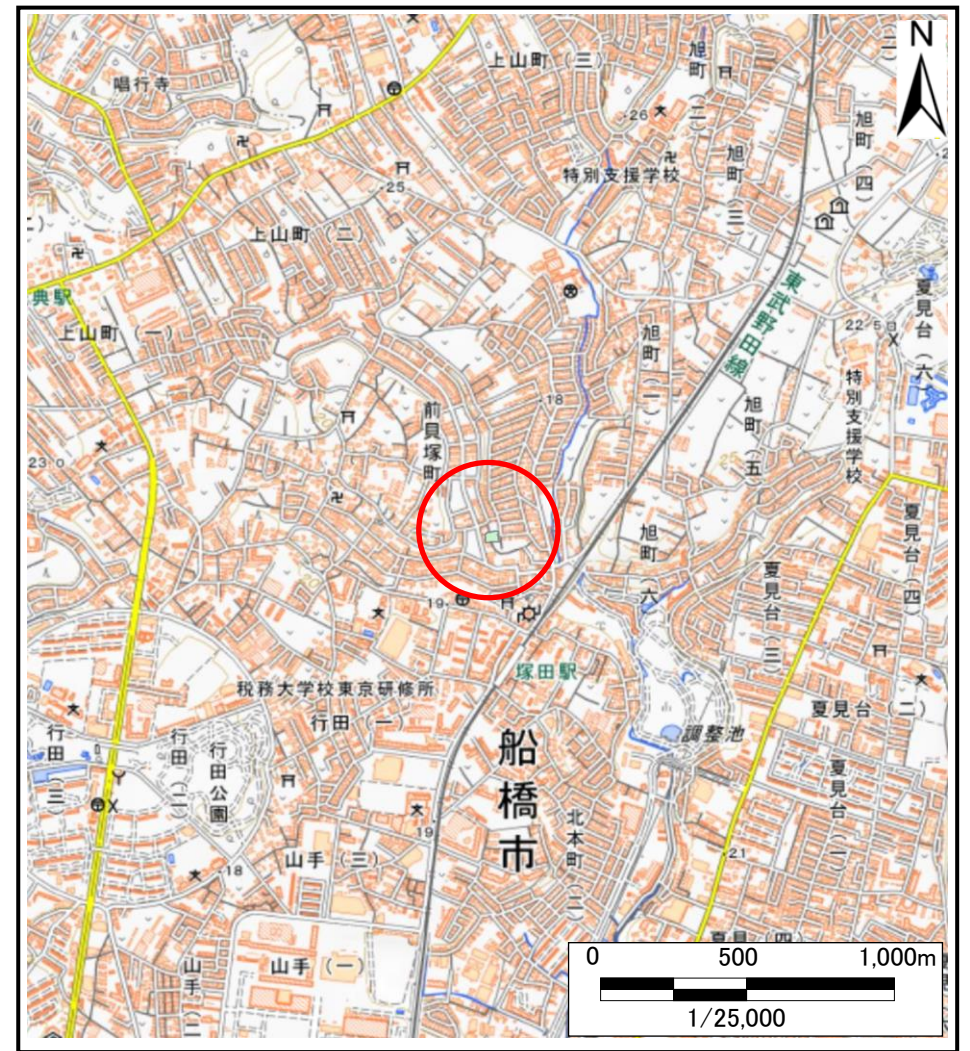 N
上山町(三)
旭町(二)
唱行寺
26
旭町(四)
特別支援学校
25
旭町(三)
上山町(二)
東武野田線
典駅
夏見台(六)
22.5
上山町(一)
旭町(一)
18
特別支援学校
前貝塚町
旭町(五)
23.0
旭町(六)
夏見台(四)
夏見台(三)
19
塚田駅
税務大学校東京研修所
行田(一)
夏見台(二)
行田(三)
行田(二)
行田公園
船橋市
調整池
夏見台(一)
北本町(二)
19
山手(三)
18
21
山手(一)
山手(二
夏見(四)
0 500 1,000m
1/25,000